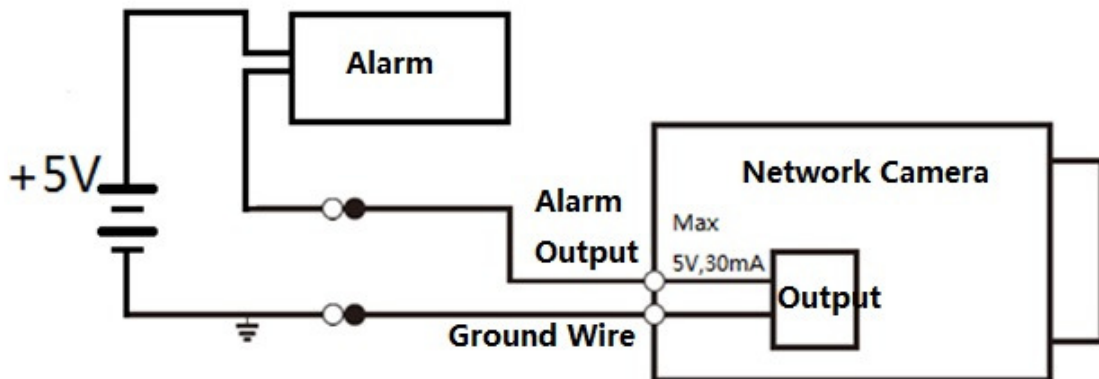 Alarm
+5V
Network Camera
Alarm
Output
Max
5V,30mA
Output
Ground Wire